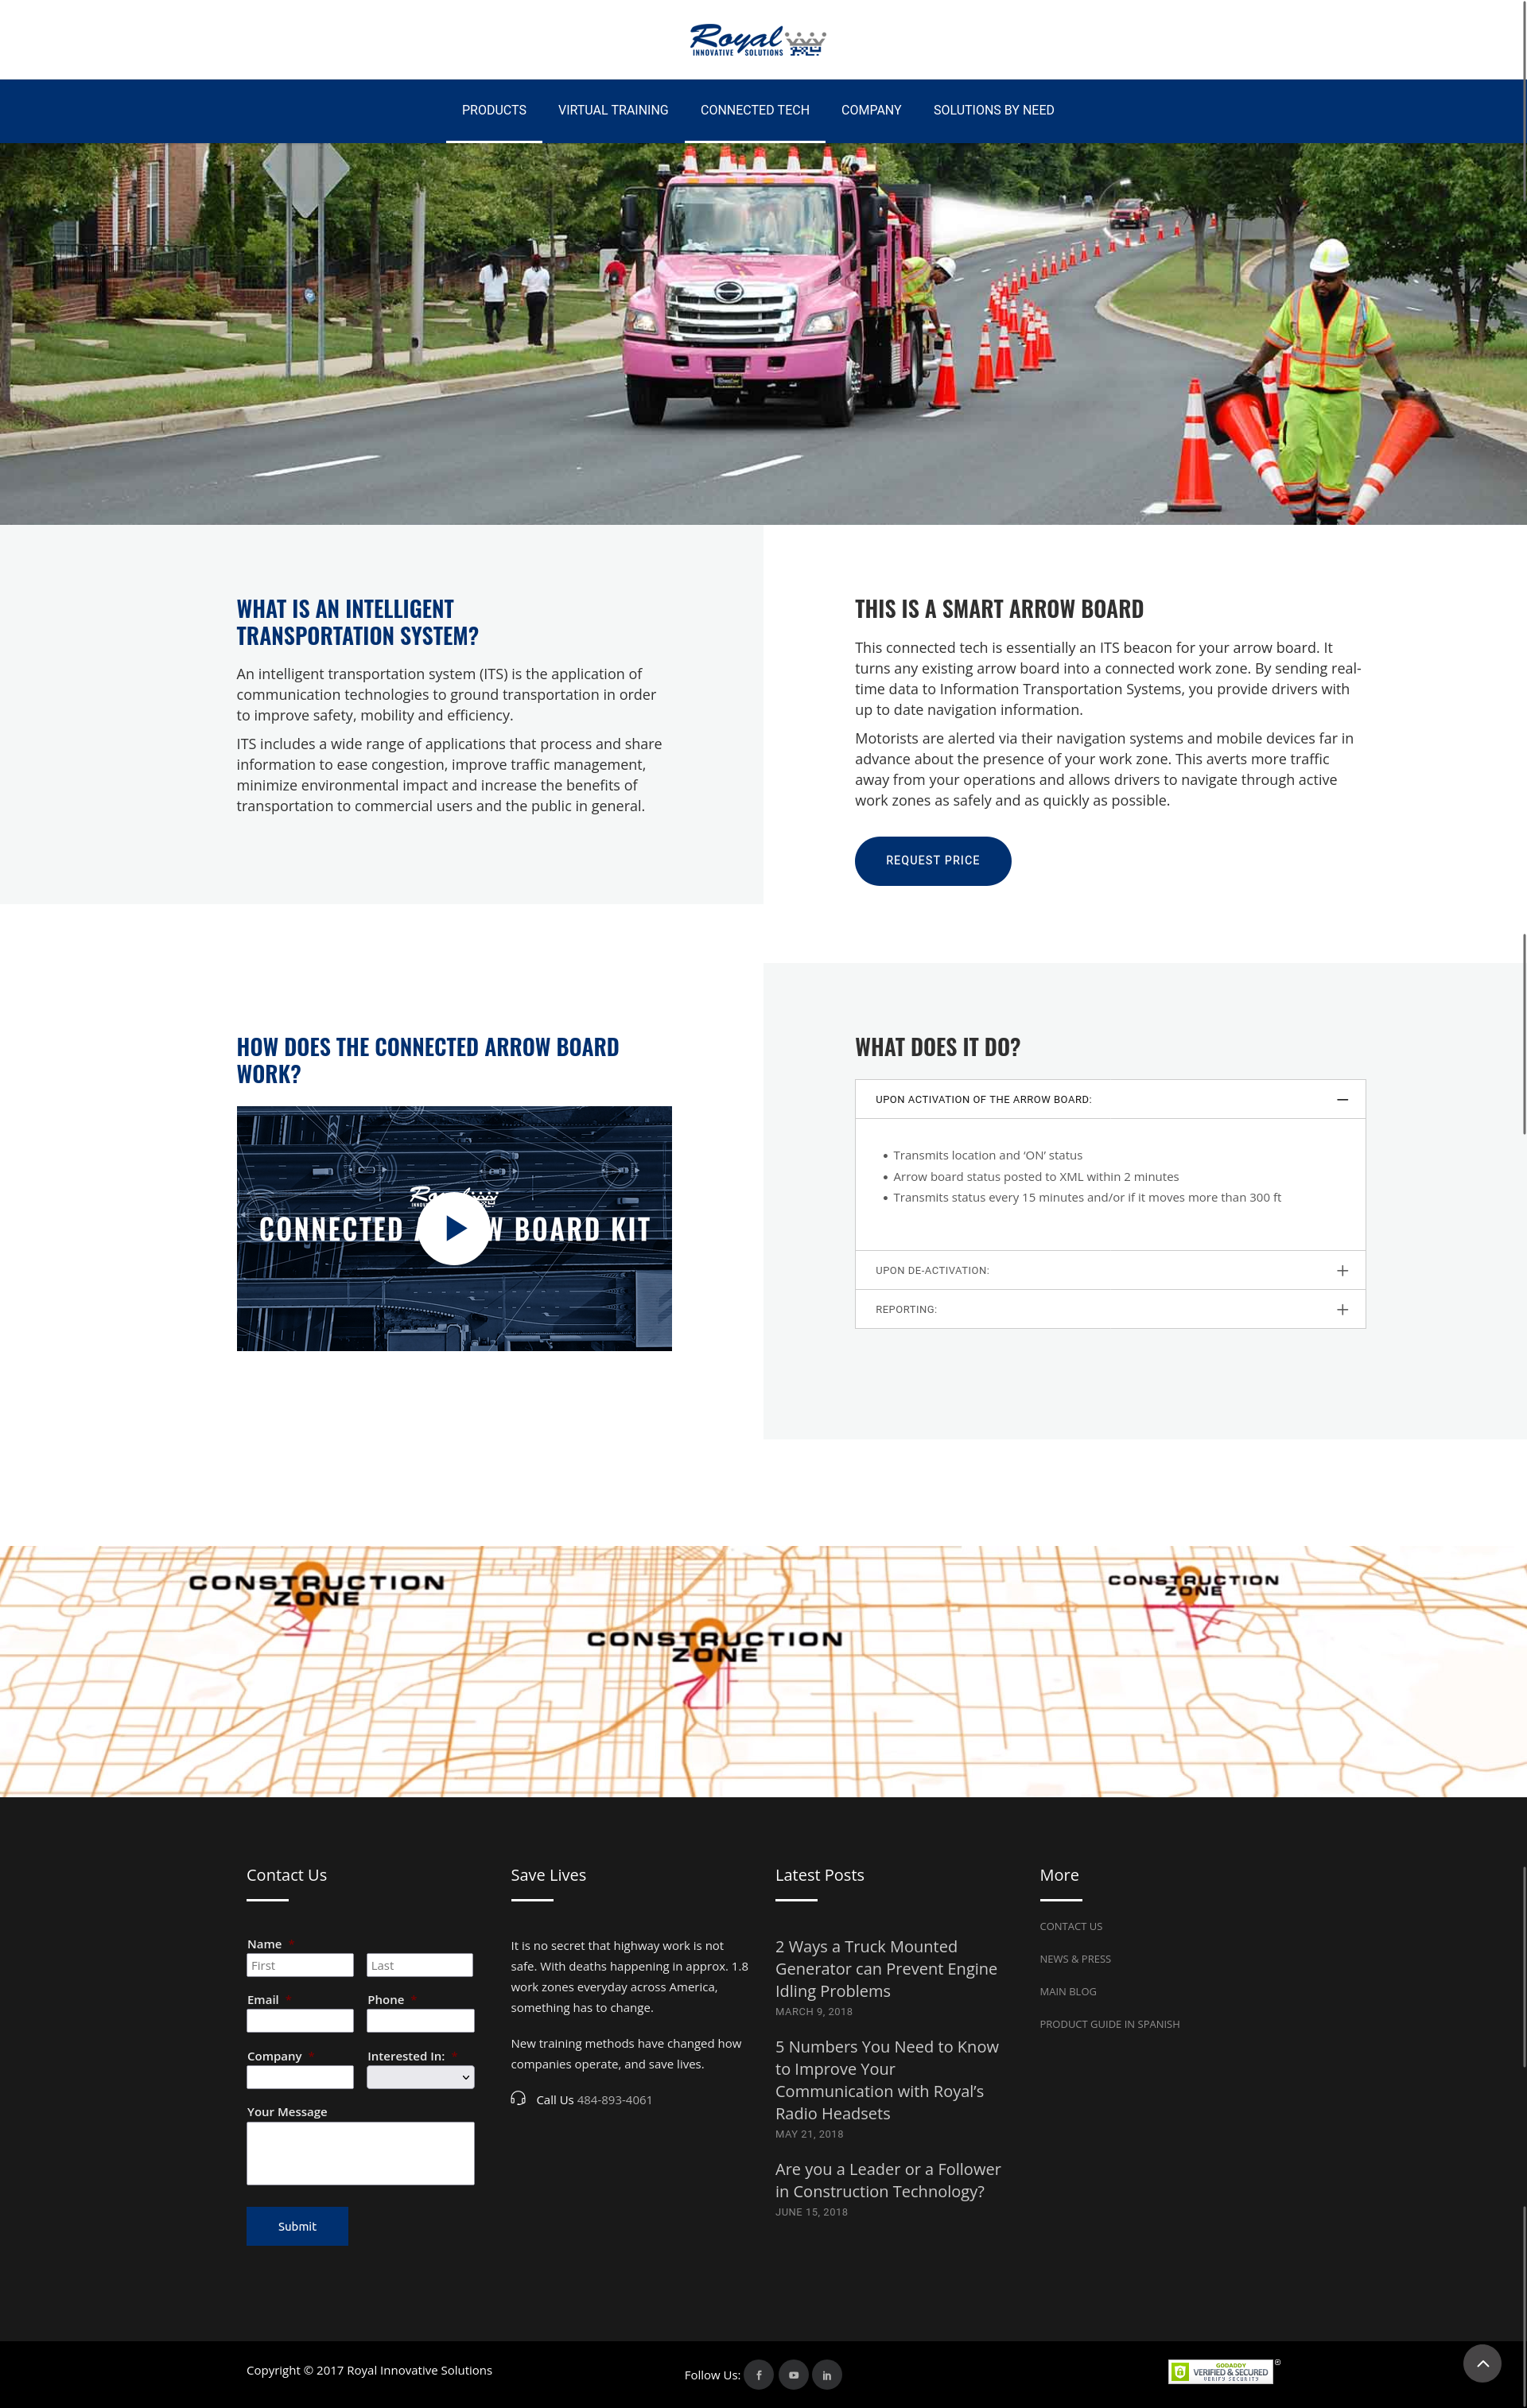 Royal
INNOVATIVE SOLUTIONS
PRODUCTS
VIRTUAL TRAINING
CONNECTED TECH
COMPANY
SOLUTIONS BY NEED
WHAT IS AN INTELLIGENT
TRANSPORTATION SYSTEM?
An intelligent transportation system (ITS) is the application of
communication technologies to ground transportation in order
to improve safety, mobility and efficiency.
ITS includes a wide range of applications that process and share
information to ease congestion, improve traffic management,
minimize environmental impact and increase the benefits of
transportation to commercial users and the public in general.
THIS IS A SMART ARROW BOARD
This connected tech is essentially an ITS beacon for your arrow board. It
turns any existing arrow board into a connected work zone. By sending real-
time data to Information Transportation Systems, you provide drivers with
up to date navigation information.
Motorists are alerted via their navigation systems and mobile devices far in
advance about the presence of your work zone. This averts more traffic
away from your operations and allows drivers to navigate through active
work zones as safely and as quickly as possible.
REQUEST PRICE
HOW DOES THE CONNECTED ARROW BOARD
WORK?
CONNECTED W BOARD KIT
WHAT DOES IT DO?
UPON ACTIVATION OF THE ARROW BOARD:
• Transmits location and ‘ON’ status
• Arrow board status posted to XML within 2 minutes
• Transmits status every 15 minutes and/or if it moves more than 300 ft
UPON DE-ACTIVATION:
REPORTING:
CONSTRUCTION
ZONE
CONSTRUCTION
ZONE
CONSTRUCTION
ZONE
Contact Us
Name *
First
Last
Email *
Phone *
Company *
Interested In: *
Your Message
Submit
Save Lives
It is no secret that highway work is not
safe. With deaths happening in approx. 1.8
work zones everyday across America,
something has to change.
New training methods have changed how
companies operate, and save lives.
Call Us 484-893-4061
Latest Posts
2 Ways a Truck Mounted
Generator can Prevent Engine
Idling Problems
MARCH 9, 2018
5 Numbers You Need to Know
to Improve Your
Communication with Royal’s
Radio Headsets
MAY 21, 2018
Are you a Leader or a Follower
in Construction Technology?
JUNE 15, 2018
More
CONTACT US
NEWS & PRESS
MAIN BLOG
PRODUCT GUIDE IN SPANISH
Copyright © 2017 Royal Innovative Solutions
Follow Us:
GODADDY
VERIFIED & SECURED
VERIFY SECURITY